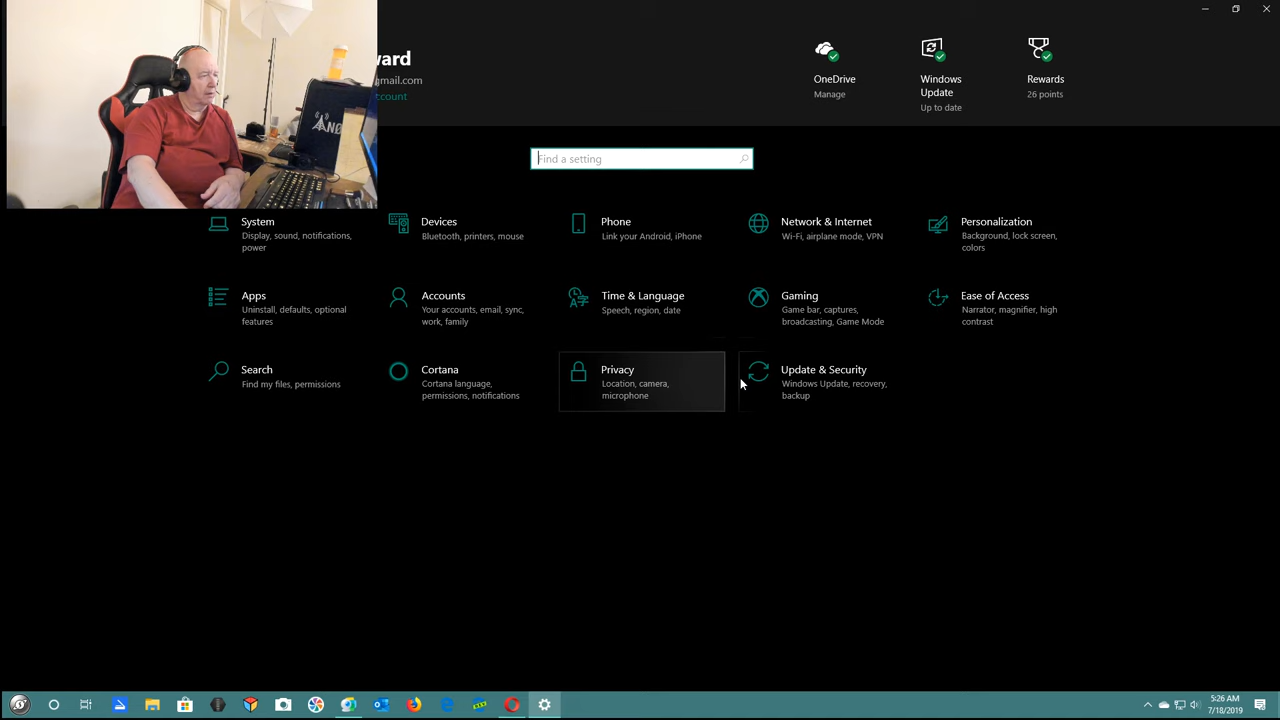 ward
gmail.com
ccount
OneDrive
Manage
Windows
Update
Up to date
Rewards
26 points
Find a setting
System
Display, sound, notifications,
power
Devices
Bluetooth, printers, mouse
Phone
Link your Android, iPhone
Network & Internet
Wi-Fi, airplane mode, VPN
Personalization
Background, lock screen,
colors
Apps
Uninstall, defaults, optional
features
Accounts
Your accounts, email, sync,
work, family
Time & Language
Speech, region, date
Gaming
Game bar, captures,
broadcasting, Game Mode
Ease of Access
Narrator, magnifier, high
contrast
Search
Find my files, permissions
Cortana
Cortana language,
permissions, notifications
Privacy
Location, camera,
microphone
Update & Security
Windows Update, recovery,
backup
5:26 AM
7/18/2019